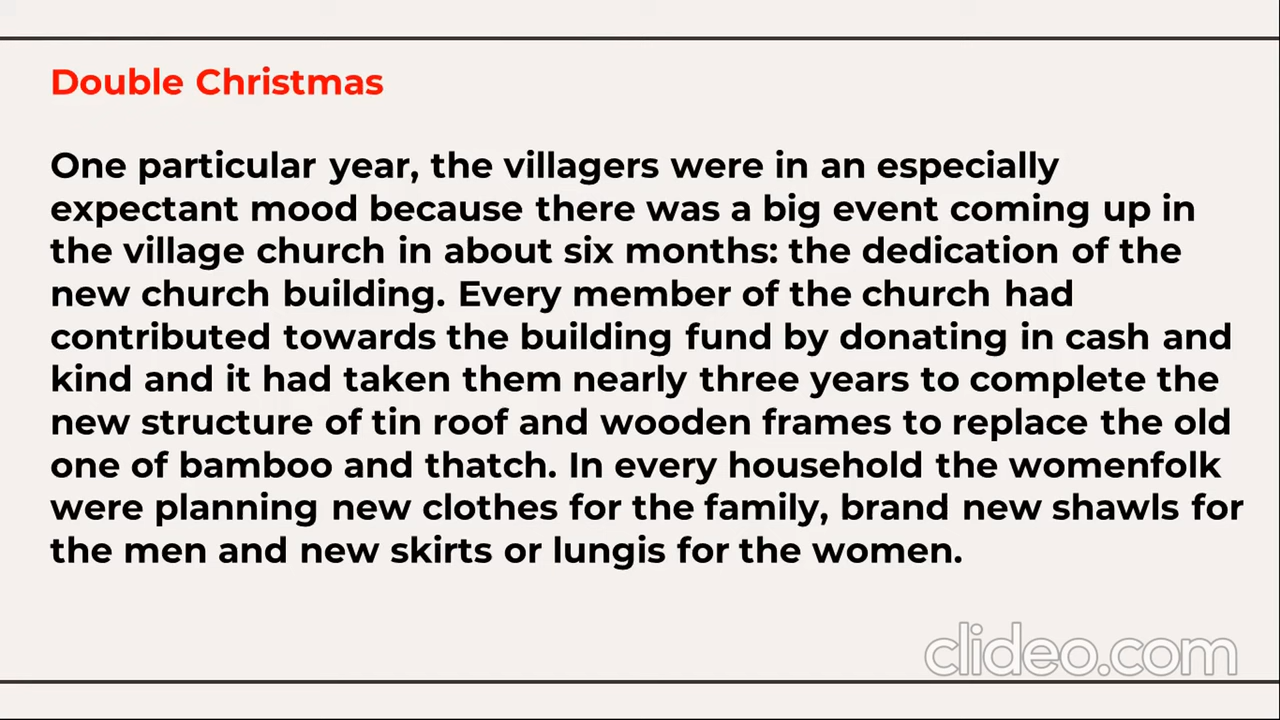 Double Christmas
One particular year, the villagers were in an especially
expectant mood because there was a big event coming up in
the village church in about six months: the dedication of the
new church building. Every member of the church had
contributed towards the building fund by donating in cash and
kind and it had taken them nearly three years to complete the
new structure of tin roof and wooden frames to replace the old
one of bamboo and thatch. In every household the womenfolk
were planning new clothes for the family, brand new shawls for
the men and new skirts or lungis for the women.
clideo.com